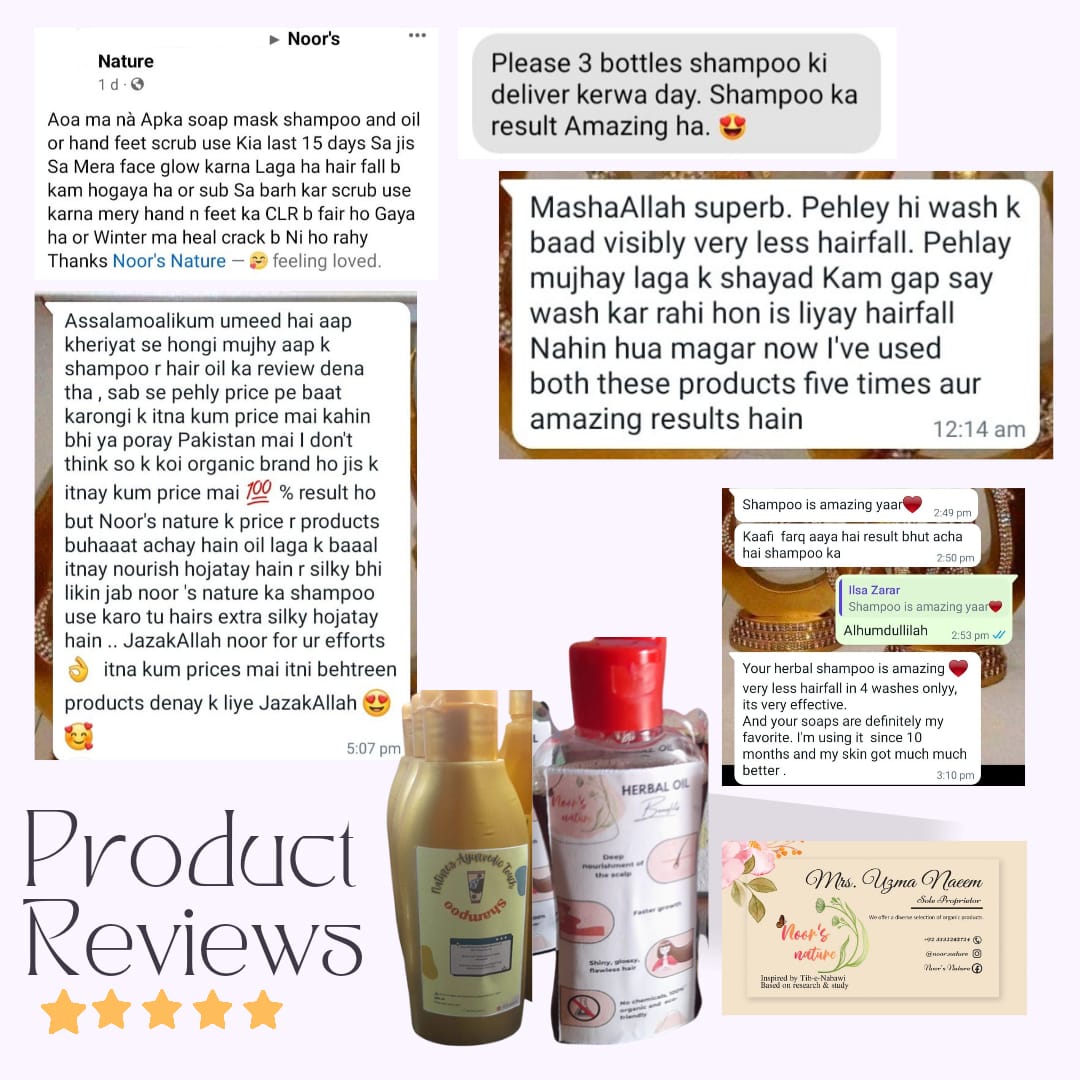 ▸ Noor's
Nature
1 d ·
Aoa ma nà Apka soap mask shampoo and oil
or hand feet scrub use Kia last 15 days Sa jis
Sa Mera face glow karna Laga ha hair fall b
kam hogaya ha or sub Sa barh kar scrub use
karna mery hand n feet ka CLR b fair ho Gaya
ha or Winter ma heal crack b Ni ho rahy
Thanks Noor's Nature — 🥰 feeling loved.
Please 3 bottles shampoo ki
deliver kerwa day. Shampoo ka
result Amazing ha. 😍
MashaAllah superb. Pehley hi wash k
baad visibly very less hairfall. Pehlay
mujhay laga k shayad Kam gap say
wash kar rahi hon is liyay hairfall
Nahin hua magar now I've used
both these products five times aur
amazing results hain
12:14 am
Assalamoalikum umeed hai aap
kheriyat se hongi mujhy aap k
shampoo r hair oil ka review dena
tha , sab se pehly price pe baat
karongi k itna kum price mai kahin
bhi ya poray Pakistan mai I don't
think so k koi organic brand ho jis k
itnay kum price mai 💯 % result ho
but Noor's nature k price r products
buhaaat achay hain oil laga k baaal
itnay nourish hojatay hain r silky bhi
likin jab noor 's nature ka shampoo
use karo tu hairs extra silky hojatay
hain .. JazakAllah noor for ur efforts
👌 itna kum prices mai itni behtreen
products denay k liye JazakAllah 😍
🥰
5:07 pm
Shampoo is amazing yaar❤️
2:49 pm
Kaafi farq aaya hai result bhut acha
hai shampoo ka
2:50 pm
Ilsa Zarar
Shampoo is amazing yaar❤️
Alhumdullilah
2:53 pm
Your herbal shampoo is amazing ❤️
very less hairfall in 4 washes onlyy,
its very effective.
And your soaps are definitely my
favorite. I'm using it since 10
months and my skin got much much
better .
3:10 pm
Product
Reviews
Nature's Ayurvedic Touch
Shampoo
HERBAL OIL
Benefits
Noor's
nature
Deep
nourishment of
the scalp
Faster growth
Shiny, glossy,
flawless hair
No chemicals, 100%
organic and eco-
friendly
Mrs. Uzma Naeem
Sole Proprietor
We offer a diverse selection of organic products.
@noor.nature
Noor's Nature
Noor's
nature
Inspired by Tib-e-Nabawi
Based on research & study